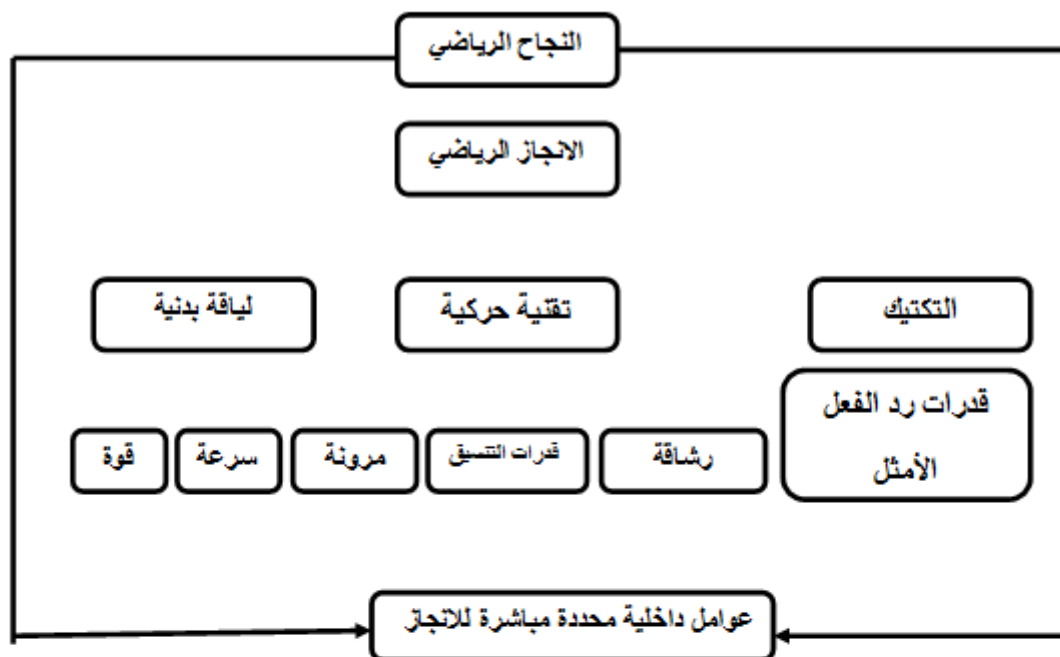 النجاح الرياضي
الانجاز الرياضي
التكتيك
تقنية حركية
لياقة بدنية
قدرات رد الفعل
الأمثل
رشاقة
قدرات التنسيق
مرونة
سرعة
قوة
عوامل داخلية محددة مباشرة للانجاز